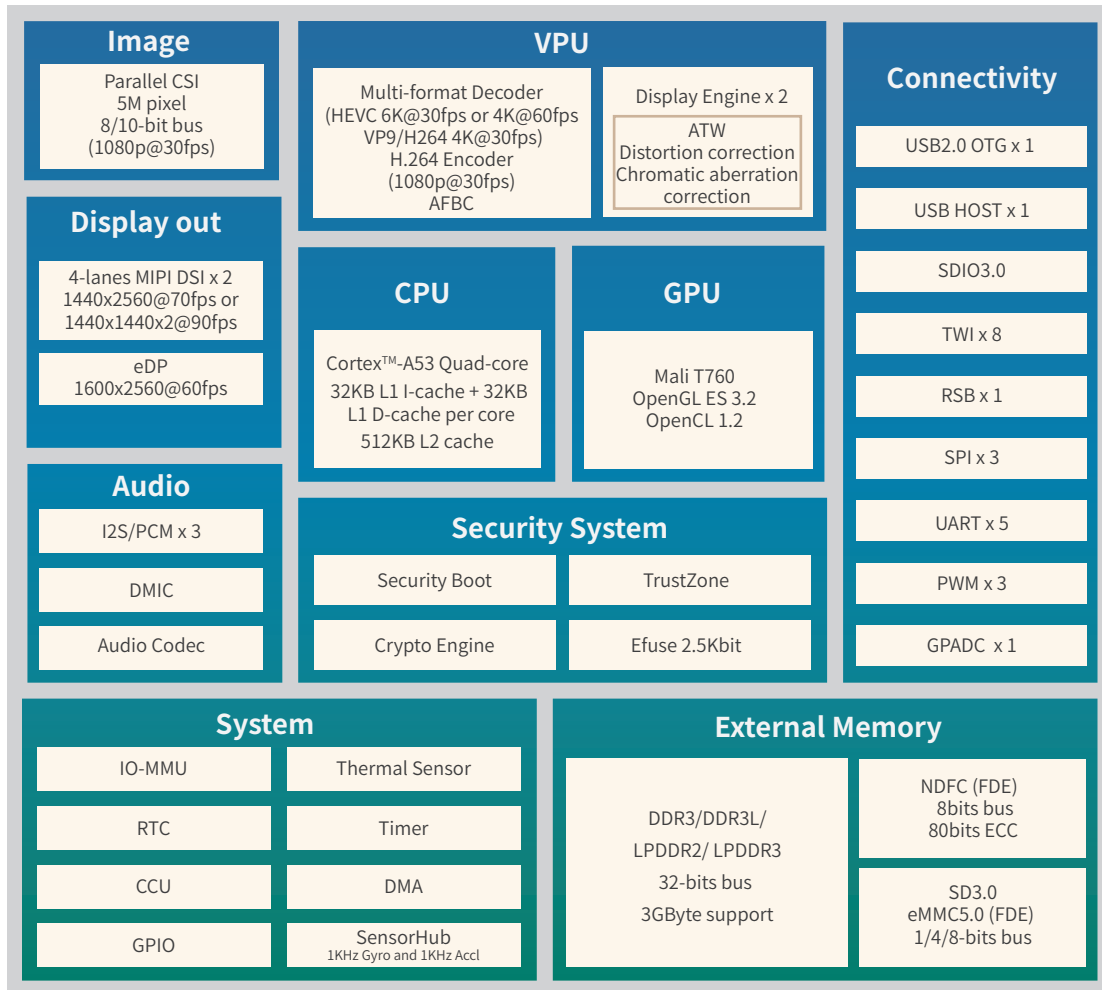 Image
Parallel CSI
5M pixel
8/10-bit bus
(1080p@30fps)
Display out
4-lanes MIPI DSI x 2
1440x2560@70fps or
1440x1440x2@90fps
eDP
1600x2560@60fps
Audio
I2S/PCM x 3
DMIC
Audio Codec
VPU
Multi-format Decoder
(HEVC 6K@30fps or 4K@60fps
VP9/H264 4K@30fps)
H.264 Encoder
(1080p@30fps)
AFBC
Display Engine x 2
ATW
Distortion correction
Chromatic aberration
correction
CPU
Cortex™-A53 Quad-core
32KB L1 I-cache + 32KB
L1 D-cache per core
512KB L2 cache
GPU
Mali T760
OpenGL ES 3.2
OpenCL 1.2
Security System
Security Boot
TrustZone
Crypto Engine
Efuse 2.5Kbit
Connectivity
USB2.0 OTG x 1
USB HOST x 1
SDIO3.0
TWI x 8
RSB x 1
SPI x 3
UART x 5
PWM x 3
GPADC x 1
System
IO-MMU
Thermal Sensor
RTC
Timer
CCU
DMA
GPIO
SensorHub
1KHz Gyro and 1KHz Accl
External Memory
DDR3/DDR3L/
LPDDR2/ LPDDR3
32-bits bus
3GByte support
NDFC (FDE)
8bits bus
80bits ECC
SD3.0
eMMC5.0 (FDE)
1/4/8-bits bus